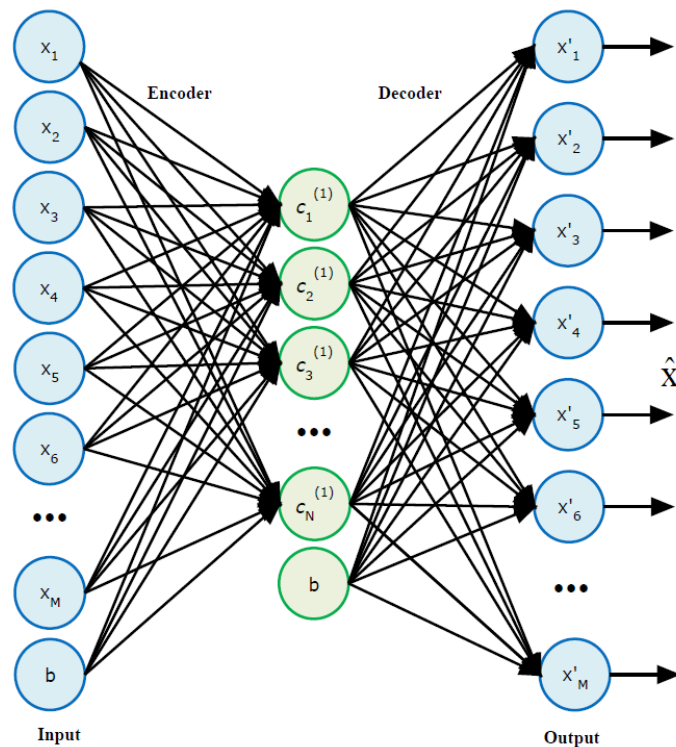 x1
x2
x3
x4
x5
x6
•••
xM
b
Input
Encoder
c1(1)
c2(1)
c3(1)
•••
cN(1)
b
Decoder
x'1
x'2
x'3
x'4
x'5
x'6
•••
x'M
Output
X̂